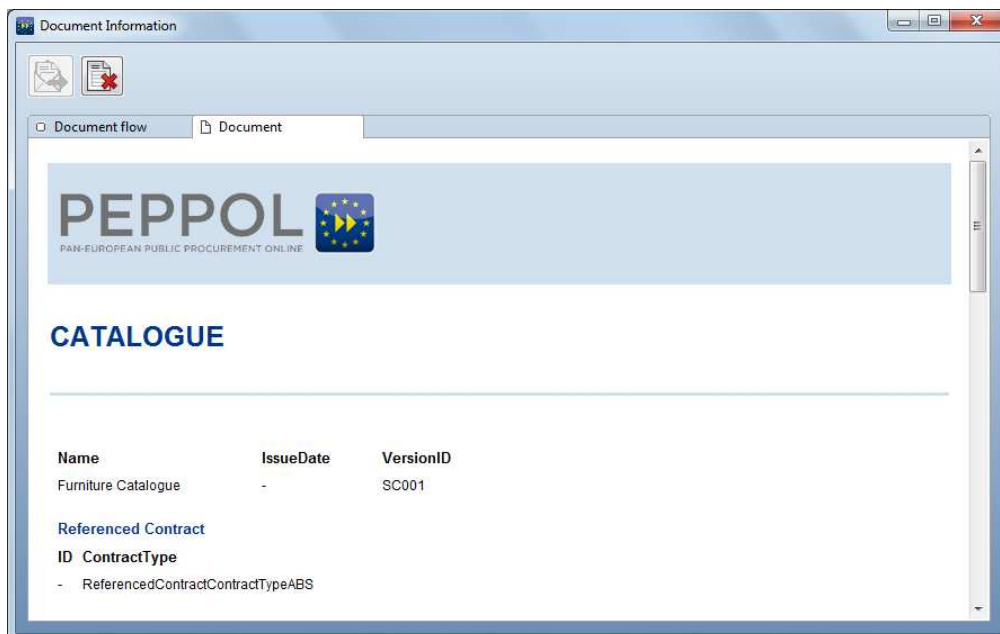 Document Information
Document flow
Document
PEPPOL
PAN-EUROPEAN PUBLIC PROCUREMENT ONLINE
CATALOGUE
Name IssueDate VersionID
Furniture Catalogue - SC001
Referenced Contract
ID ContractType
- ReferencedContractContractTypeABS